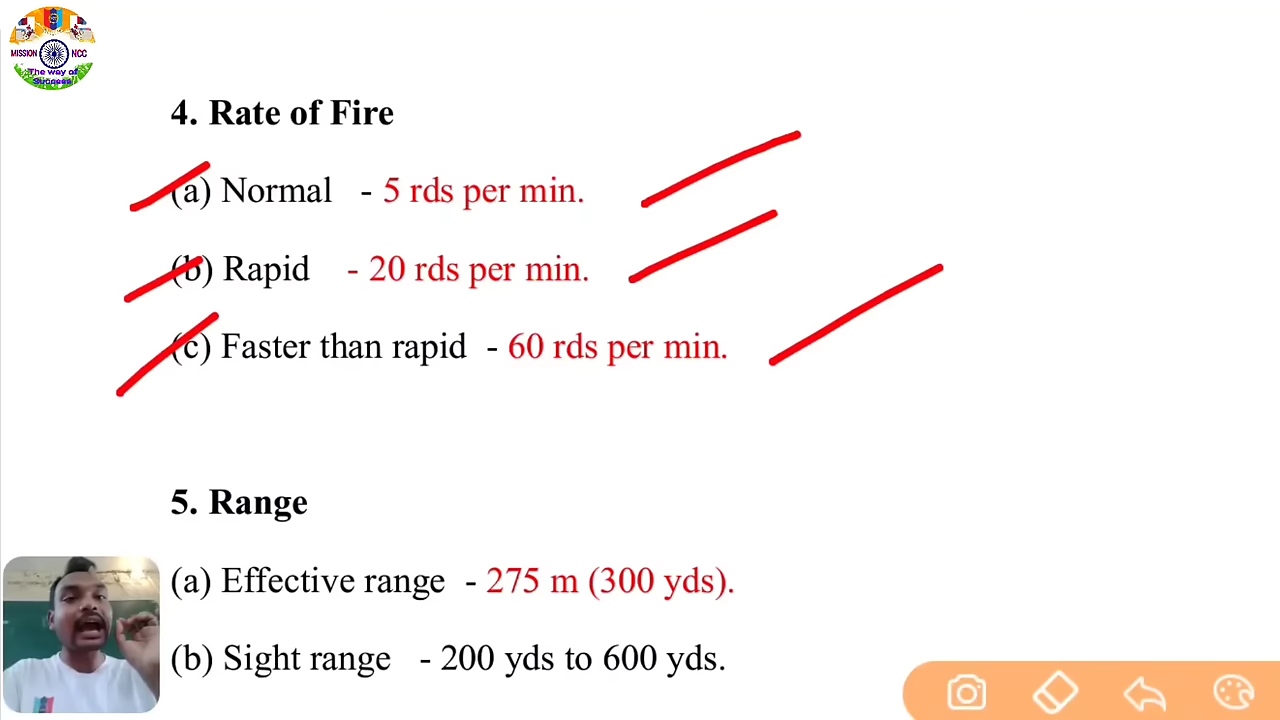 MISSION NCC
The way of
Success
4. Rate of Fire
(a) Normal - 5 rds per min.
(b) Rapid - 20 rds per min.
(c) Faster than rapid - 60 rds per min.
5. Range
(a) Effective range - 275 m (300 yds).
(b) Sight range - 200 yds to 600 yds.